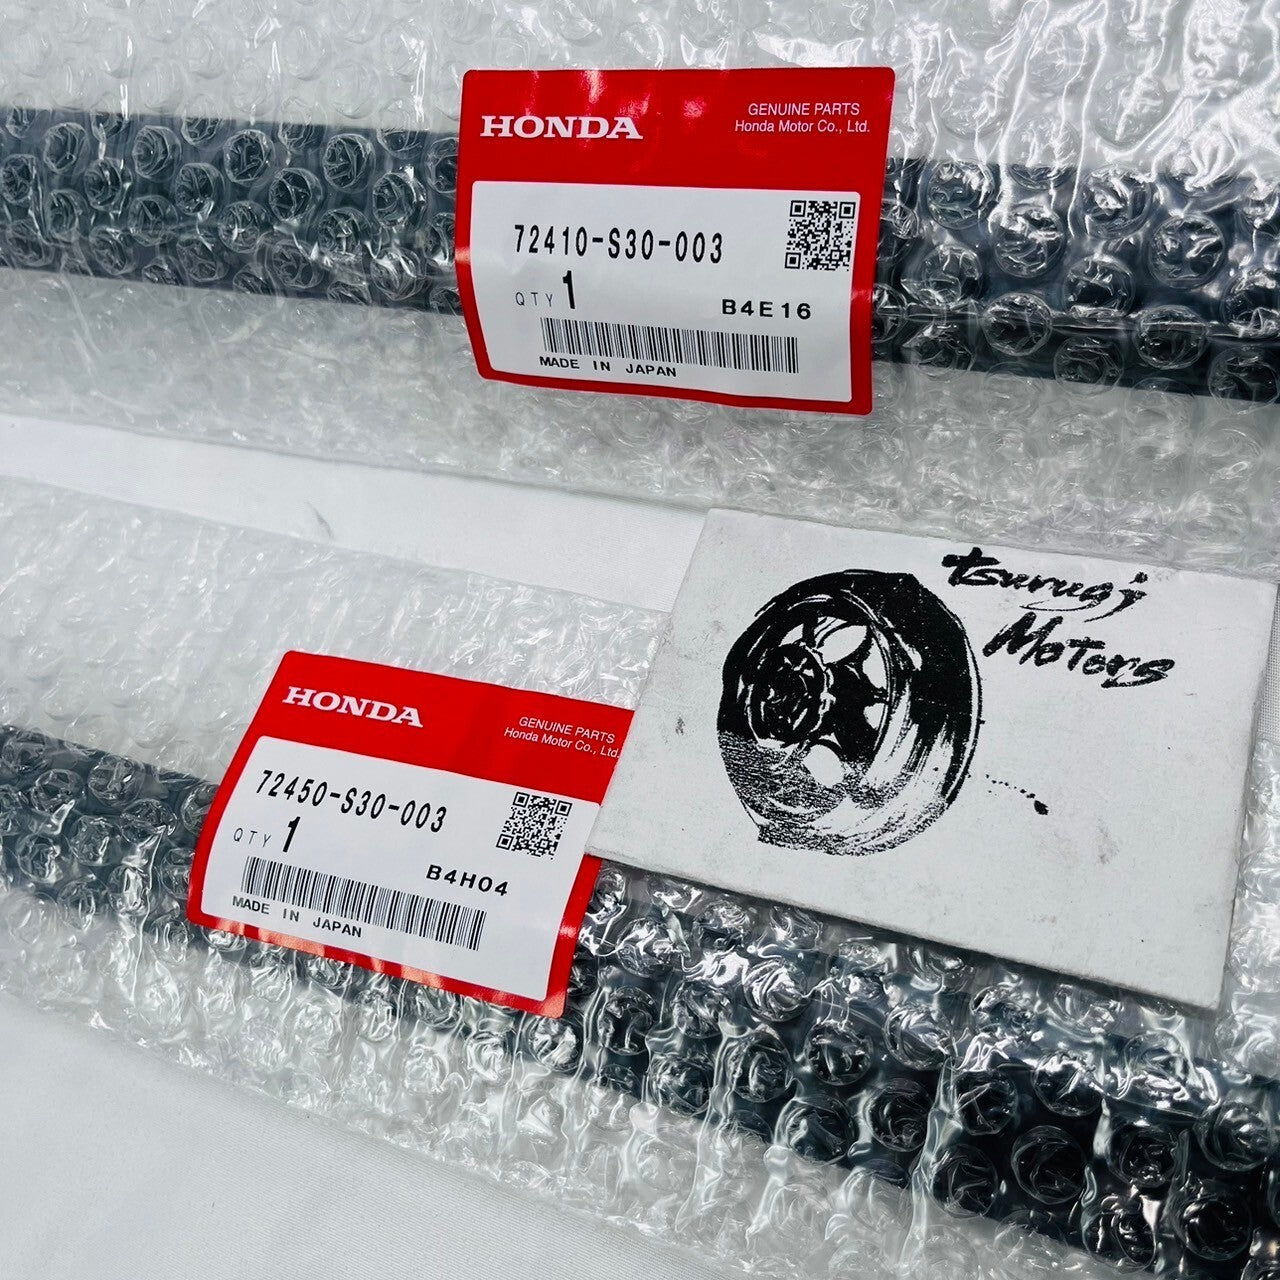 HONDA
GENUINE PARTS
Honda Motor Co., Ltd.
72410-S30-003
QTY 1
B4E16
MADE IN JAPAN
tsurugi
Motors
HONDA
GENUINE PARTS
Honda Motor Co., Ltd
72450-S30-003
QTY 1
B4H04
MADE IN JAPAN